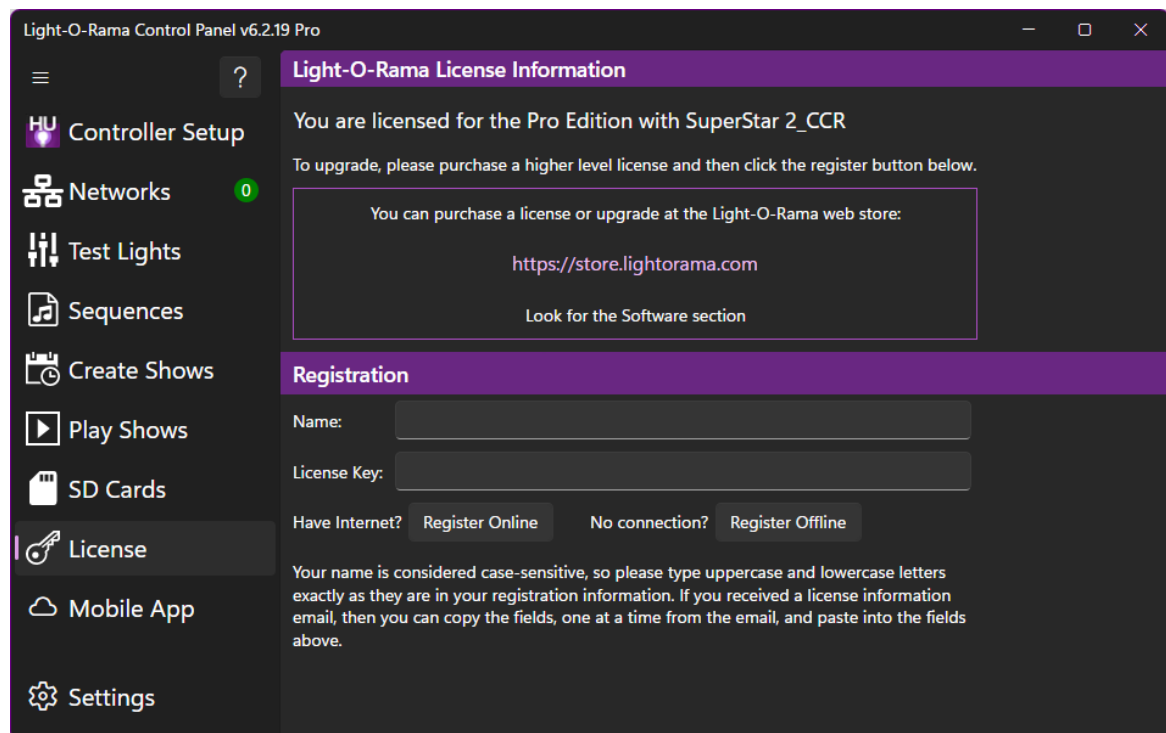 Light-O-Rama Control Panel v6.2.19 Pro
?
HU Controller Setup
Networks 0
Test Lights
Sequences
Create Shows
Play Shows
SD Cards
License
Mobile App
Settings
Light-O-Rama License Information
You are licensed for the Pro Edition with SuperStar 2_CCR
To upgrade, please purchase a higher level license and then click the register button below.
You can purchase a license or upgrade at the Light-O-Rama web store:
https://store.lightorama.com
Look for the Software section
Registration
Name:
License Key:
Have Internet? Register Online No connection? Register Offline
Your name is considered case-sensitive, so please type uppercase and lowercase letters
exactly as they are in your registration information. If you received a license information
email, then you can copy the fields, one at a time from the email, and paste into the fields
above.